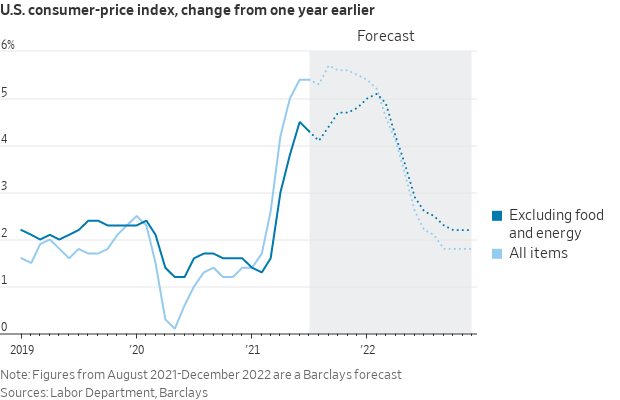 U.S. consumer-price index, change from one year earlier
Forecast
6%
5
4
3
2
1
0
2019 ’20 ’21 ’22
Excluding food
and energy
All items
Note: Figures from August 2021-December 2022 are a Barclays forecast
Sources: Labor Department, Barclays